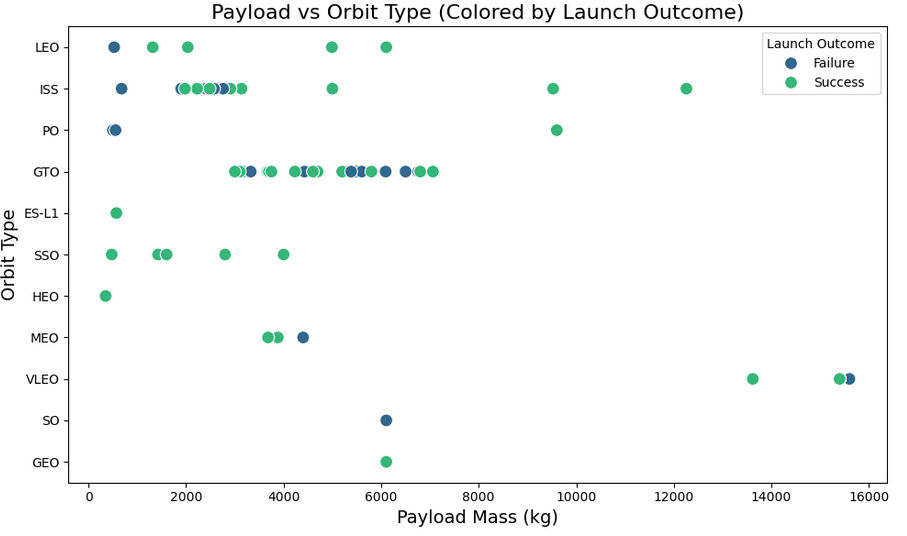 Payload vs Orbit Type (Colored by Launch Outcome)
Launch Outcome
Failure
Success
Orbit Type
LEO
ISS
PO
GTO
ES-L1
SSO
HEO
MEO
VLEO
SO
GEO
0 2000 4000 6000 8000 10000 12000 14000 16000
Payload Mass (kg)